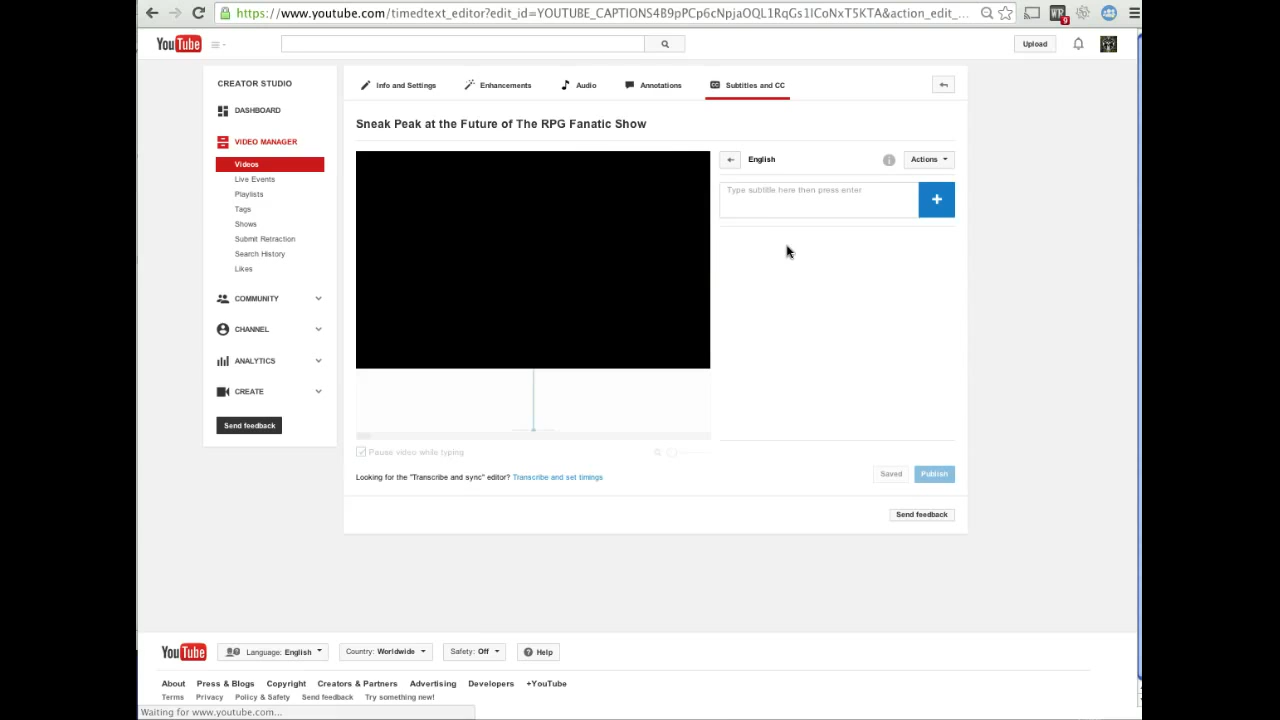 https://www.youtube.com/timedtext_editor?edit_id=YOUTUBE_CAPTIONS4B9pPCp6cNpjaOQL1RqGs1ICoNxT5KTA&action_edit_...
9
YouTube
Upload
CREATOR STUDIO
DASHBOARD
VIDEO MANAGER
Videos
Live Events
Playlists
Tags
Shows
Submit Retraction
Search History
Likes
COMMUNITY
CHANNEL
ANALYTICS
CREATE
Send feedback
Info and Settings
Enhancements
Audio
Annotations
CC Subtitles and CC
Sneak Peak at the Future of The RPG Fanatic Show
English
Actions
Type subtitle here then press enter
+
Pause video while typing
Looking for the "Transcribe and sync" editor? Transcribe and set timings
Saved
Publish
Send feedback
YouTube
Language: English
Country: Worldwide
Safety: Off
Help
About Press & Blogs Copyright Creators & Partners Advertising Developers +YouTube
Terms Privacy Policy & Safety Send feedback Try something new!
Waiting for www.youtube.com...